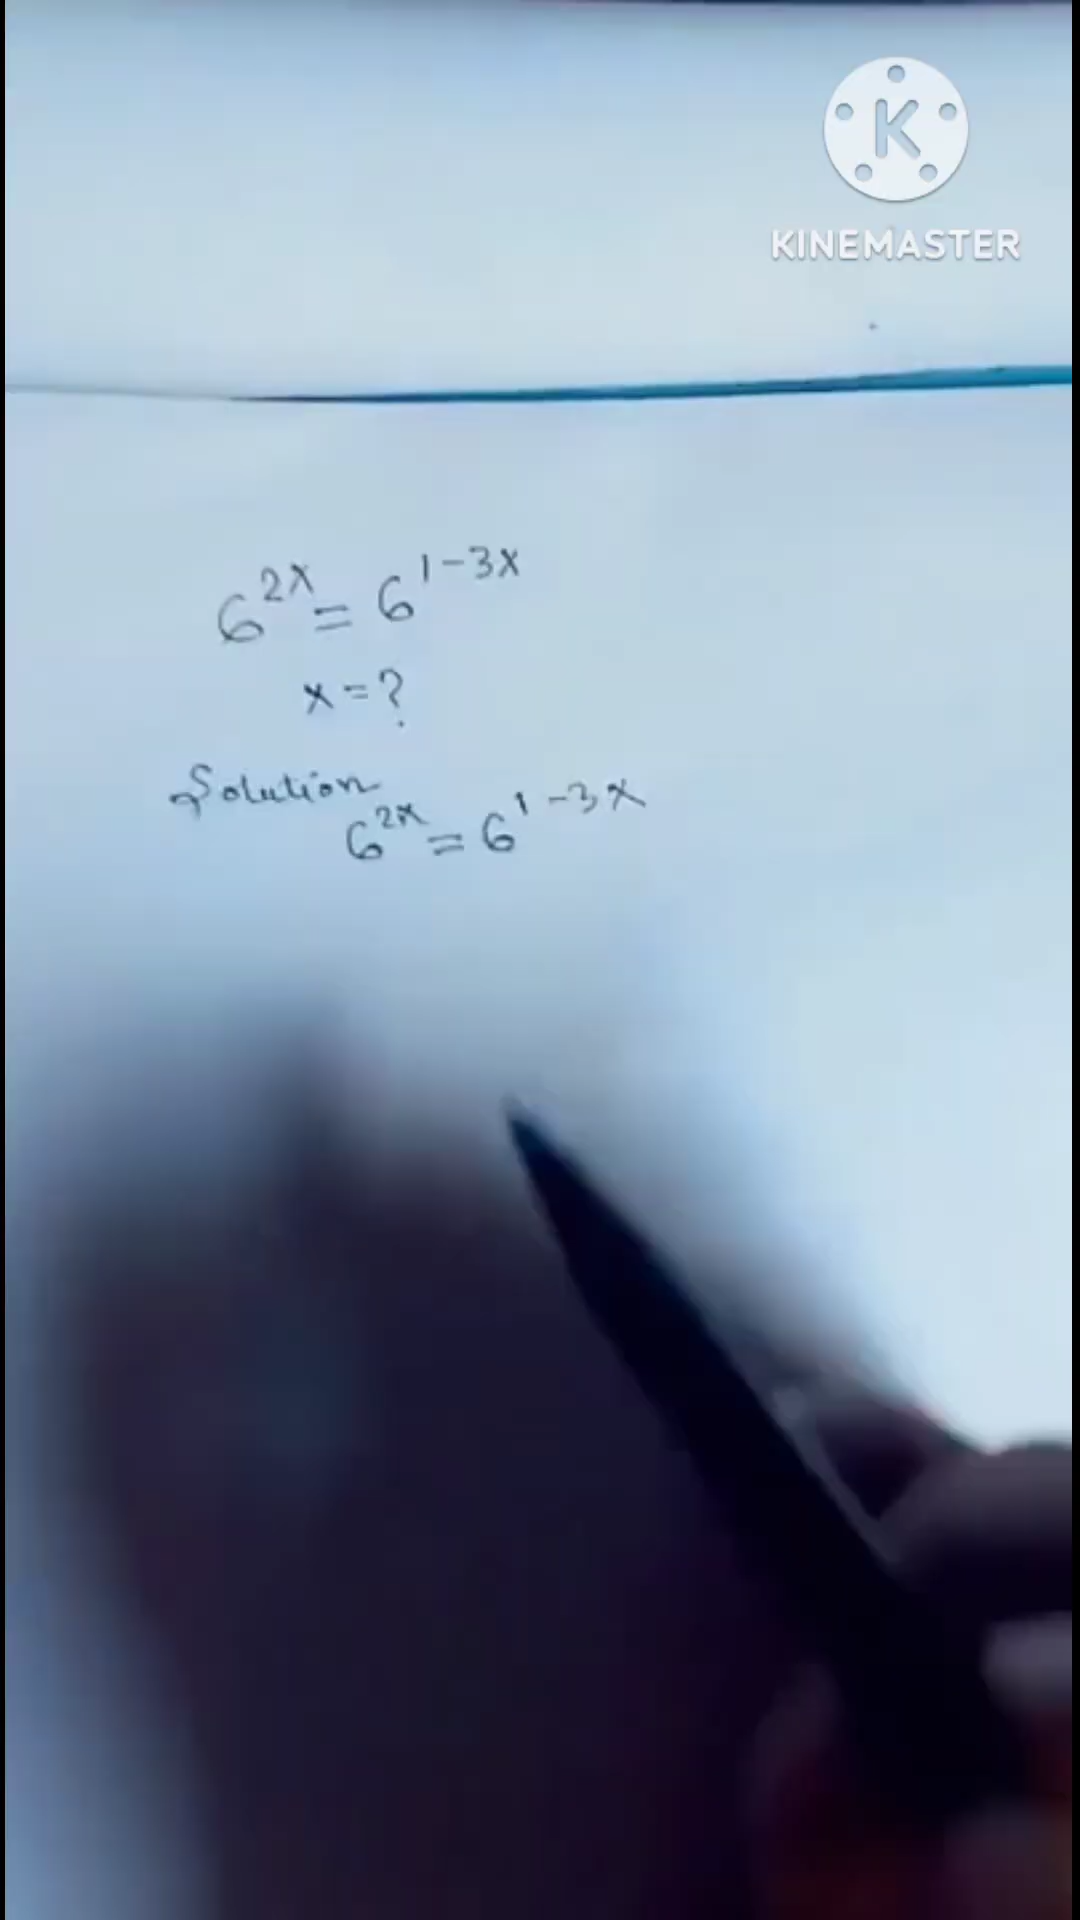 KINEMASTER
6^2x = 6^1-3x
x = ?
Solution
6^2x = 6^1-3x